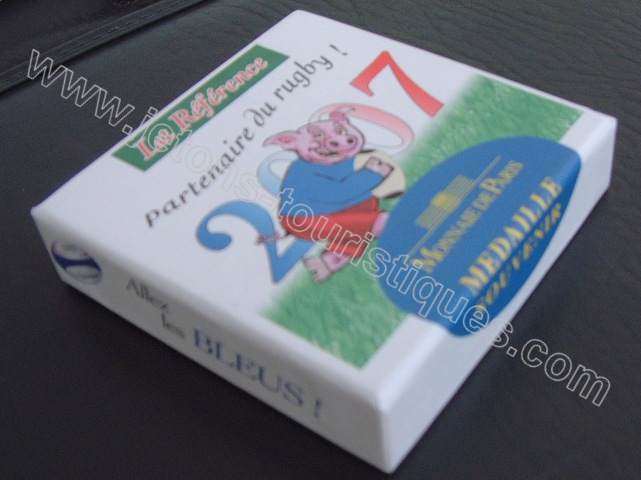 La Référence
partenaire du rugby !
2007
MONNAIE DE PARIS
MEDAILLE
SOUVENIR
Allez
les BLEUS !
www.jetons-touristiques.com